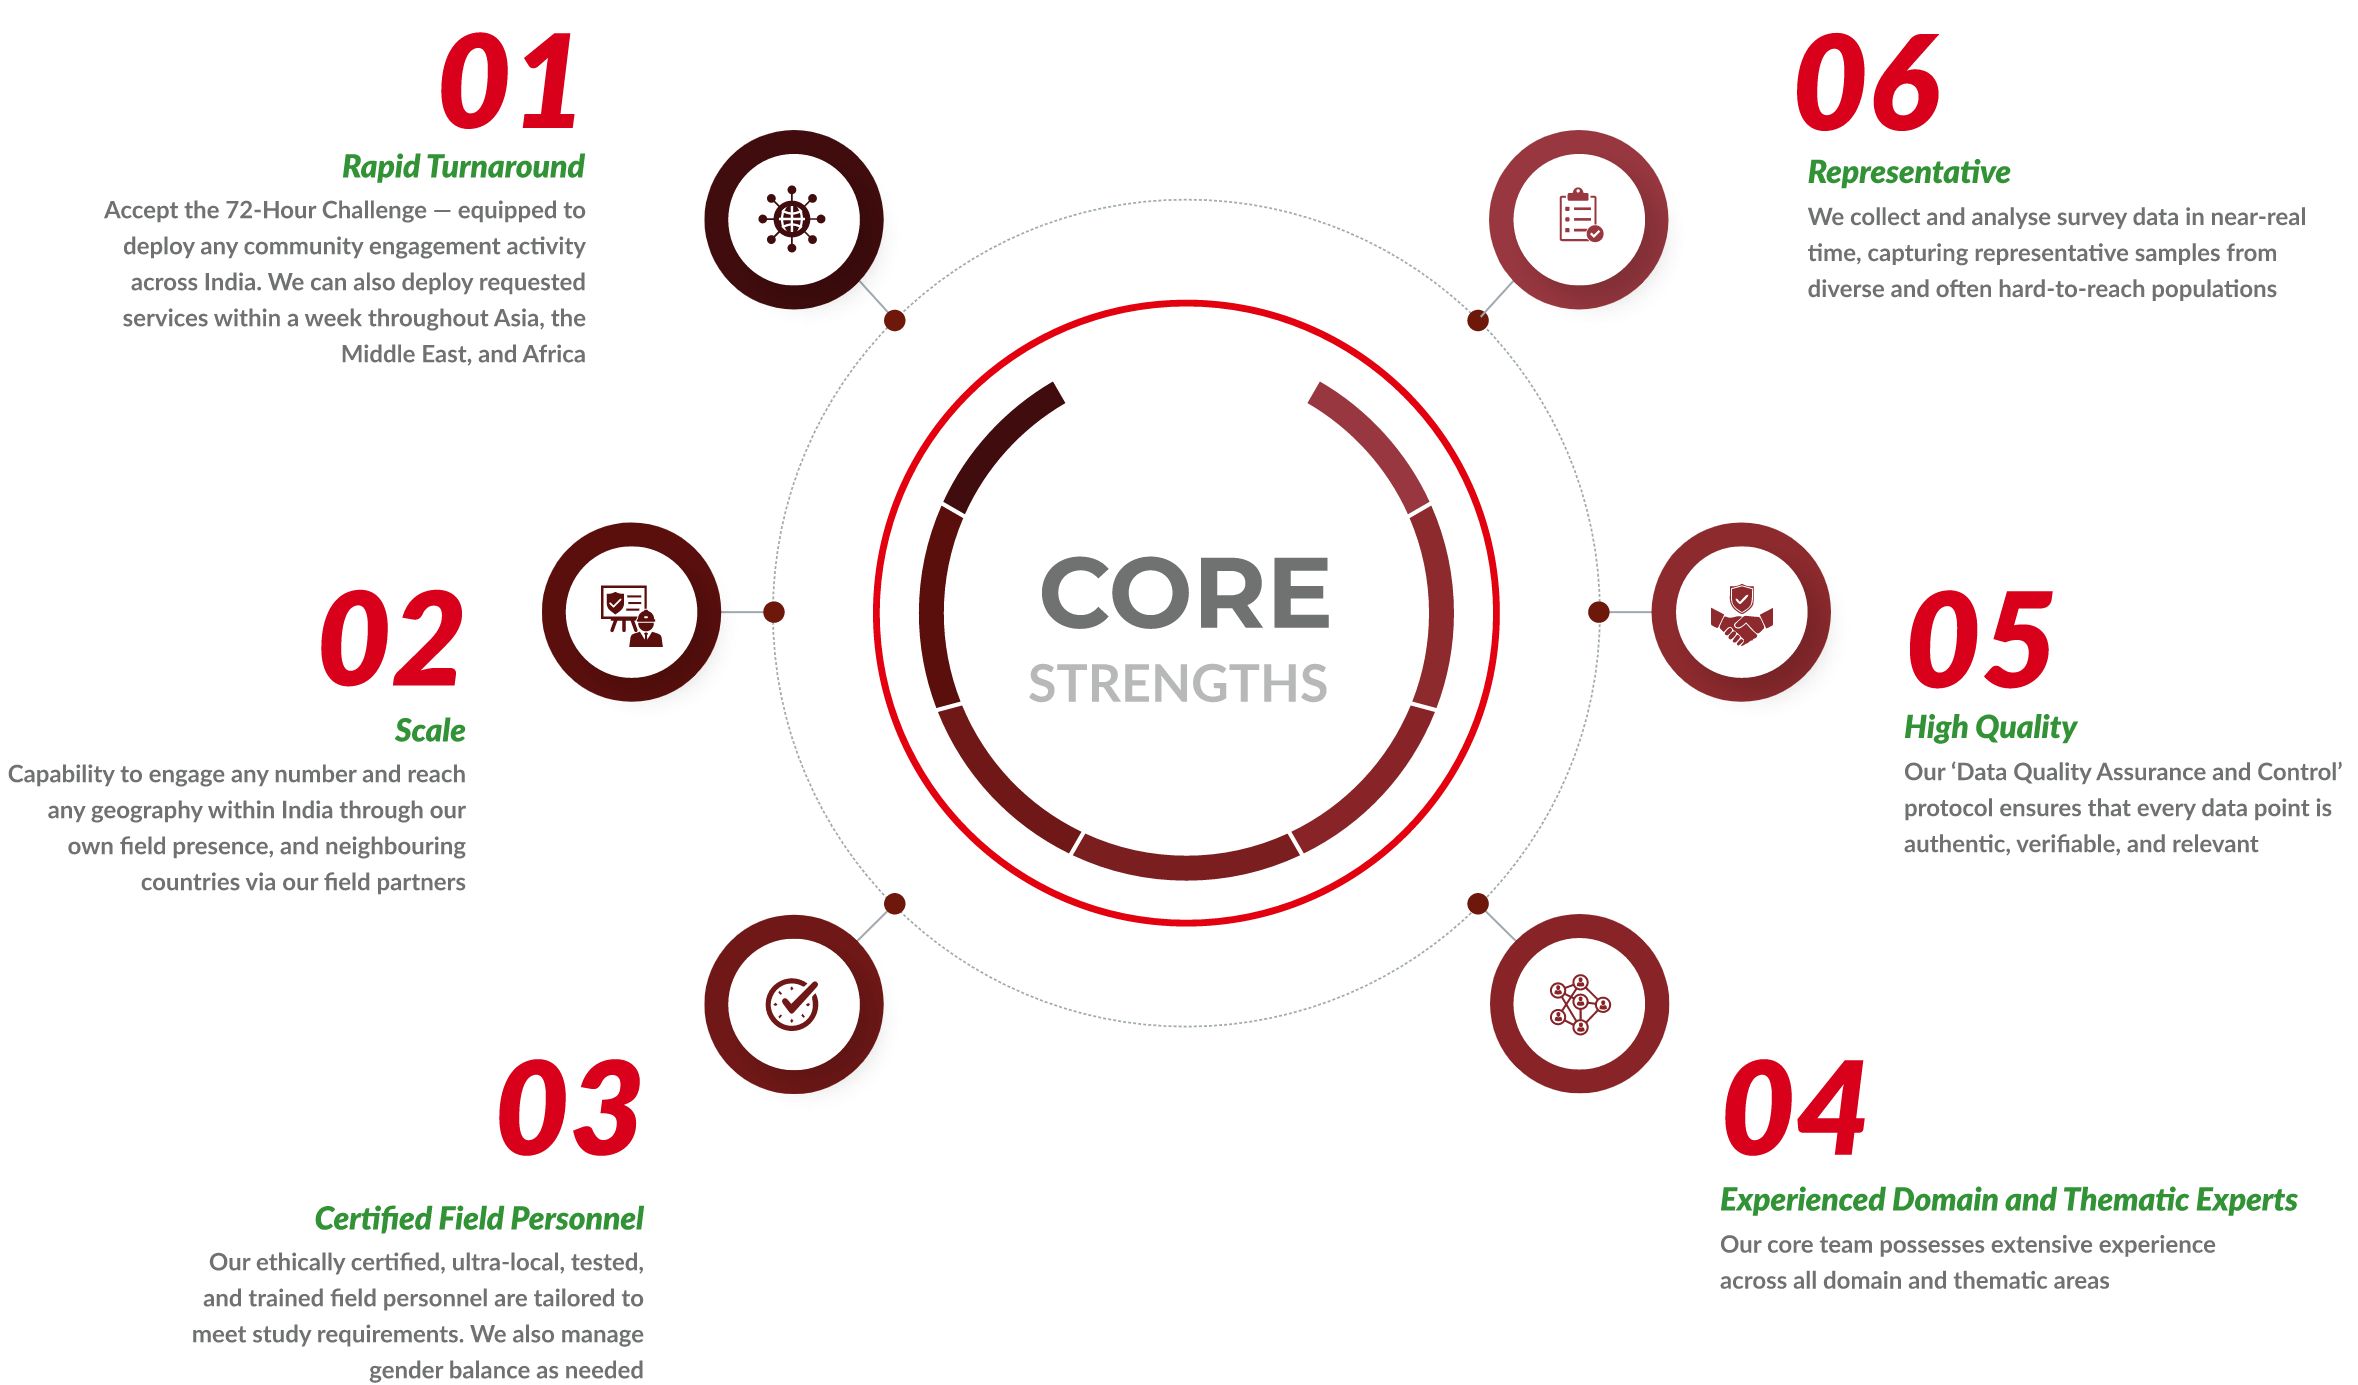 01
Rapid Turnaround
Accept the 72-Hour Challenge — equipped to
deploy any community engagement activity
across India. We can also deploy requested
services within a week throughout Asia, the
Middle East, and Africa
02
Scale
Capability to engage any number and reach
any geography within India through our
own field presence, and neighbouring
countries via our field partners
03
Certified Field Personnel
Our ethically certified, ultra-local, tested,
and trained field personnel are tailored to
meet study requirements. We also manage
gender balance as needed
CORE
STRENGTHS
04
Experienced Domain and Thematic Experts
Our core team possesses extensive experience
across all domain and thematic areas
05
High Quality
Our ‘Data Quality Assurance and Control’
protocol ensures that every data point is
authentic, verifiable, and relevant
06
Representative
We collect and analyse survey data in near-real
time, capturing representative samples from
diverse and often hard-to-reach populations